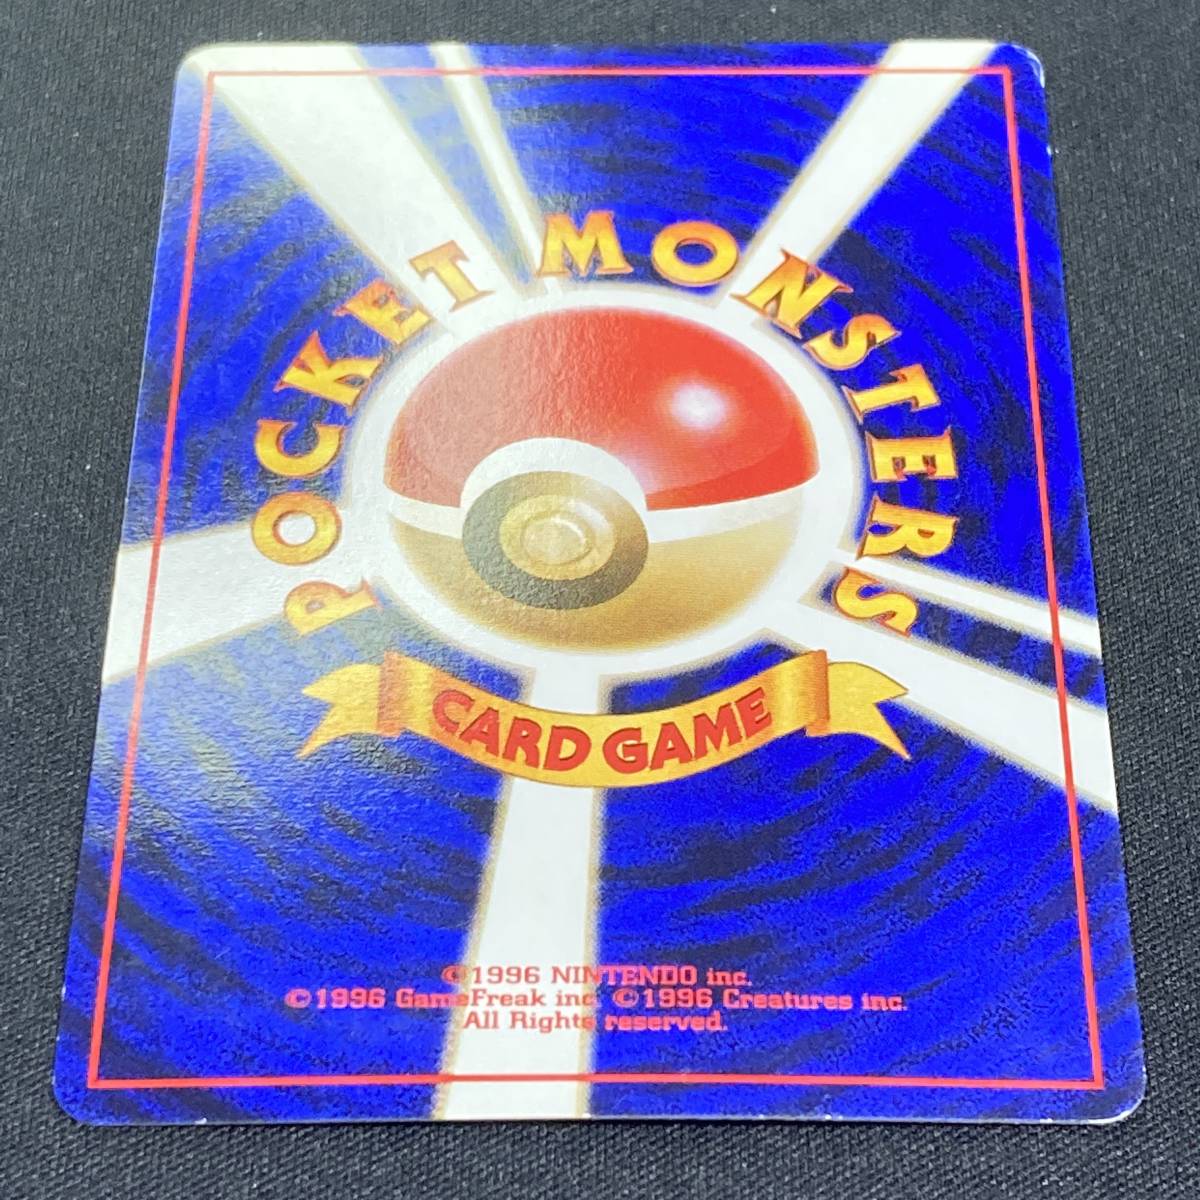 POCKET MONSTERS
CARD GAME
©1996 NINTENDO inc.
©1996 GameFreak inc. ©1996 Creatures inc.
All Rights reserved.